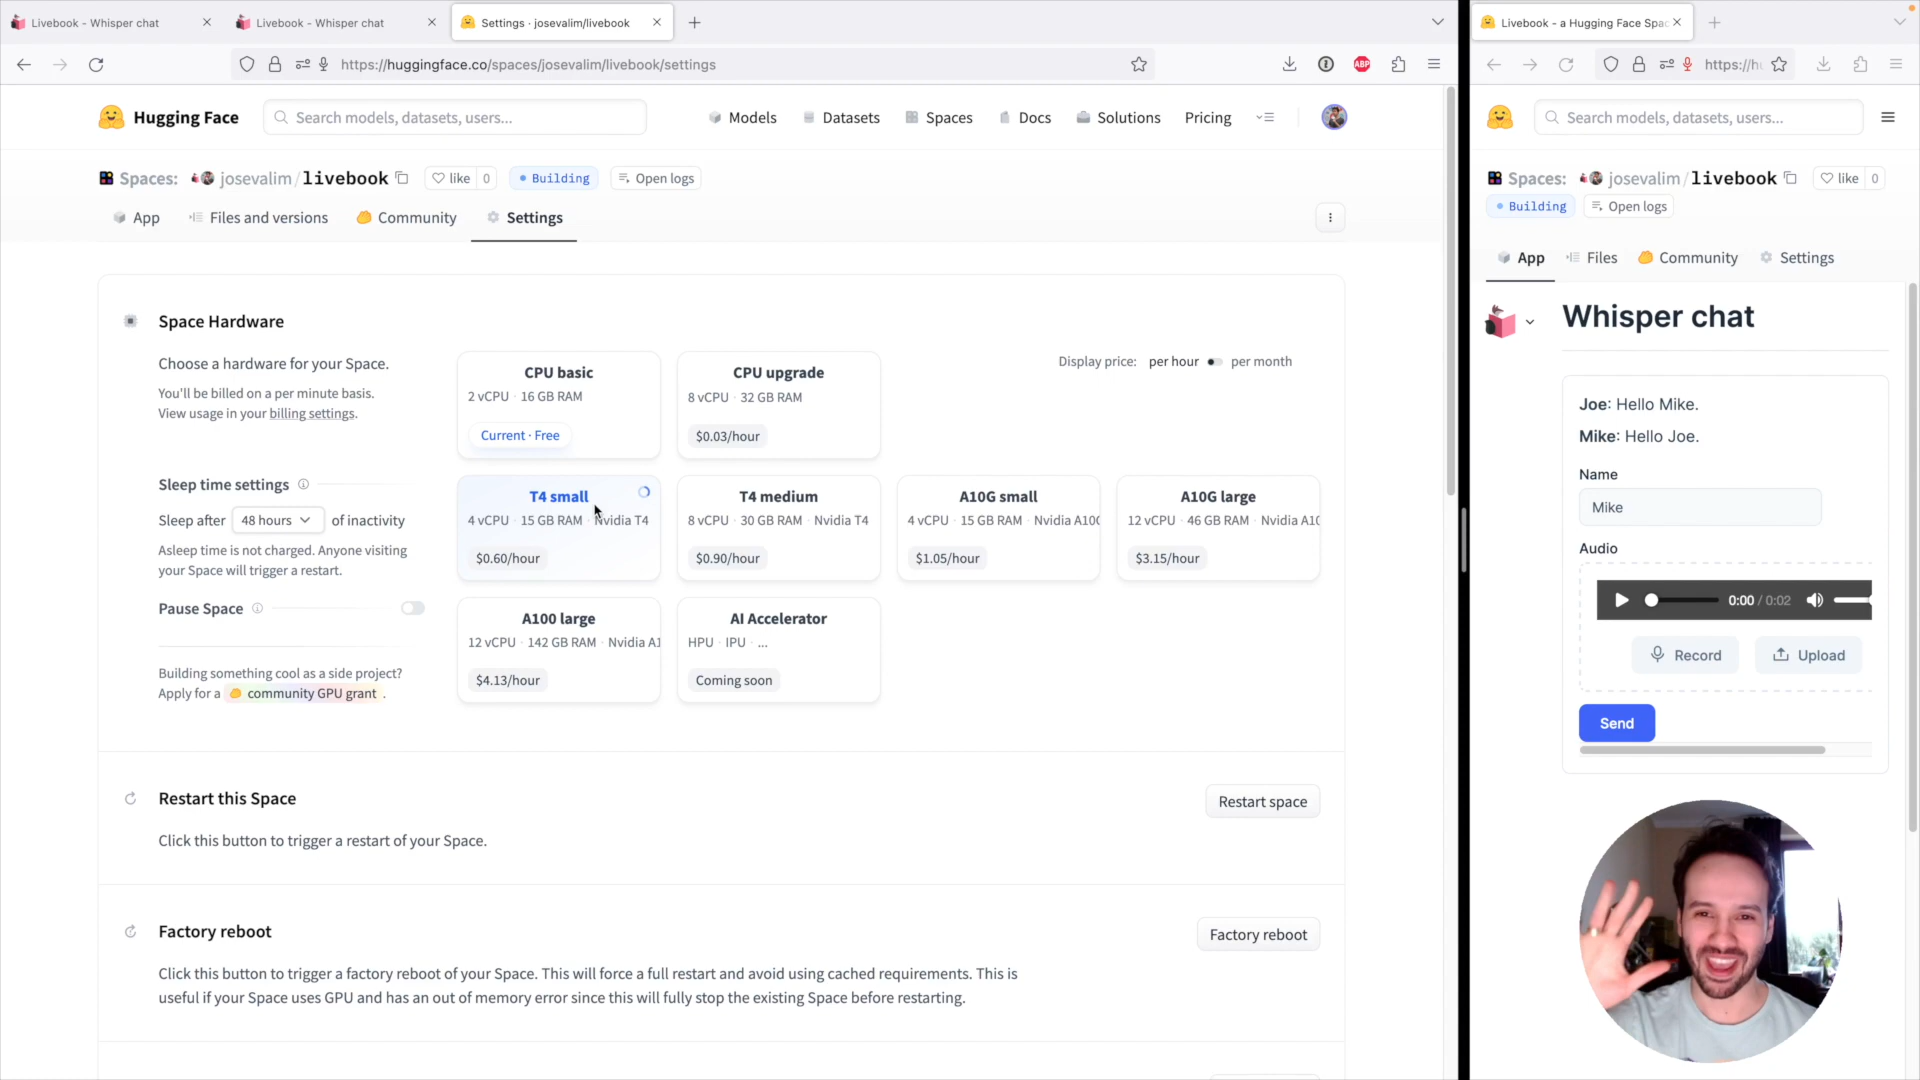 Livebook - Whisper chat
Livebook - Whisper chat
Settings · josevalim/livebook
https://huggingface.co/spaces/josevalim/livebook/settings
ABP
Hugging Face
Search models, datasets, users...
Models
Datasets
Spaces
Docs
Solutions
Pricing
Spaces: josevalim/livebook
like 0
Building
Open logs
App
Files and versions
Community
Settings
Space Hardware
Choose a hardware for your Space.
You'll be billed on a per minute basis.
View usage in your billing settings.
Display price: per hour per month
CPU basic
2 vCPU · 16 GB RAM
Current · Free
CPU upgrade
8 vCPU · 32 GB RAM
$0.03/hour
Sleep time settings
Sleep after 48 hours of inactivity
Asleep time is not charged. Anyone visiting
your Space will trigger a restart.
T4 small
4 vCPU · 15 GB RAM · Nvidia T4
$0.60/hour
T4 medium
8 vCPU · 30 GB RAM · Nvidia T4
$0.90/hour
A10G small
4 vCPU · 15 GB RAM · Nvidia A10G
$1.05/hour
A10G large
12 vCPU · 46 GB RAM · Nvidia A10
$3.15/hour
Pause Space
Building something cool as a side project?
Apply for a community GPU grant .
A100 large
12 vCPU · 142 GB RAM · Nvidia A1
$4.13/hour
AI Accelerator
HPU · IPU · ...
Coming soon
Restart this Space
Click this button to trigger a restart of your Space.
Restart space
Factory reboot
Click this button to trigger a factory reboot of your Space. This will force a full restart and avoid using cached requirements. This is
useful if your Space uses GPU and has an out of memory error since this will fully stop the existing Space before restarting.
Factory reboot
Livebook - a Hugging Face Spac
https://hu
Search models, datasets, users...
Spaces: josevalim/livebook
like 0
Building
Open logs
App
Files
Community
Settings
Whisper chat
Joe: Hello Mike.
Mike: Hello Joe.
Name
Mike
Audio
0:00 / 0:02
Record
Upload
Send